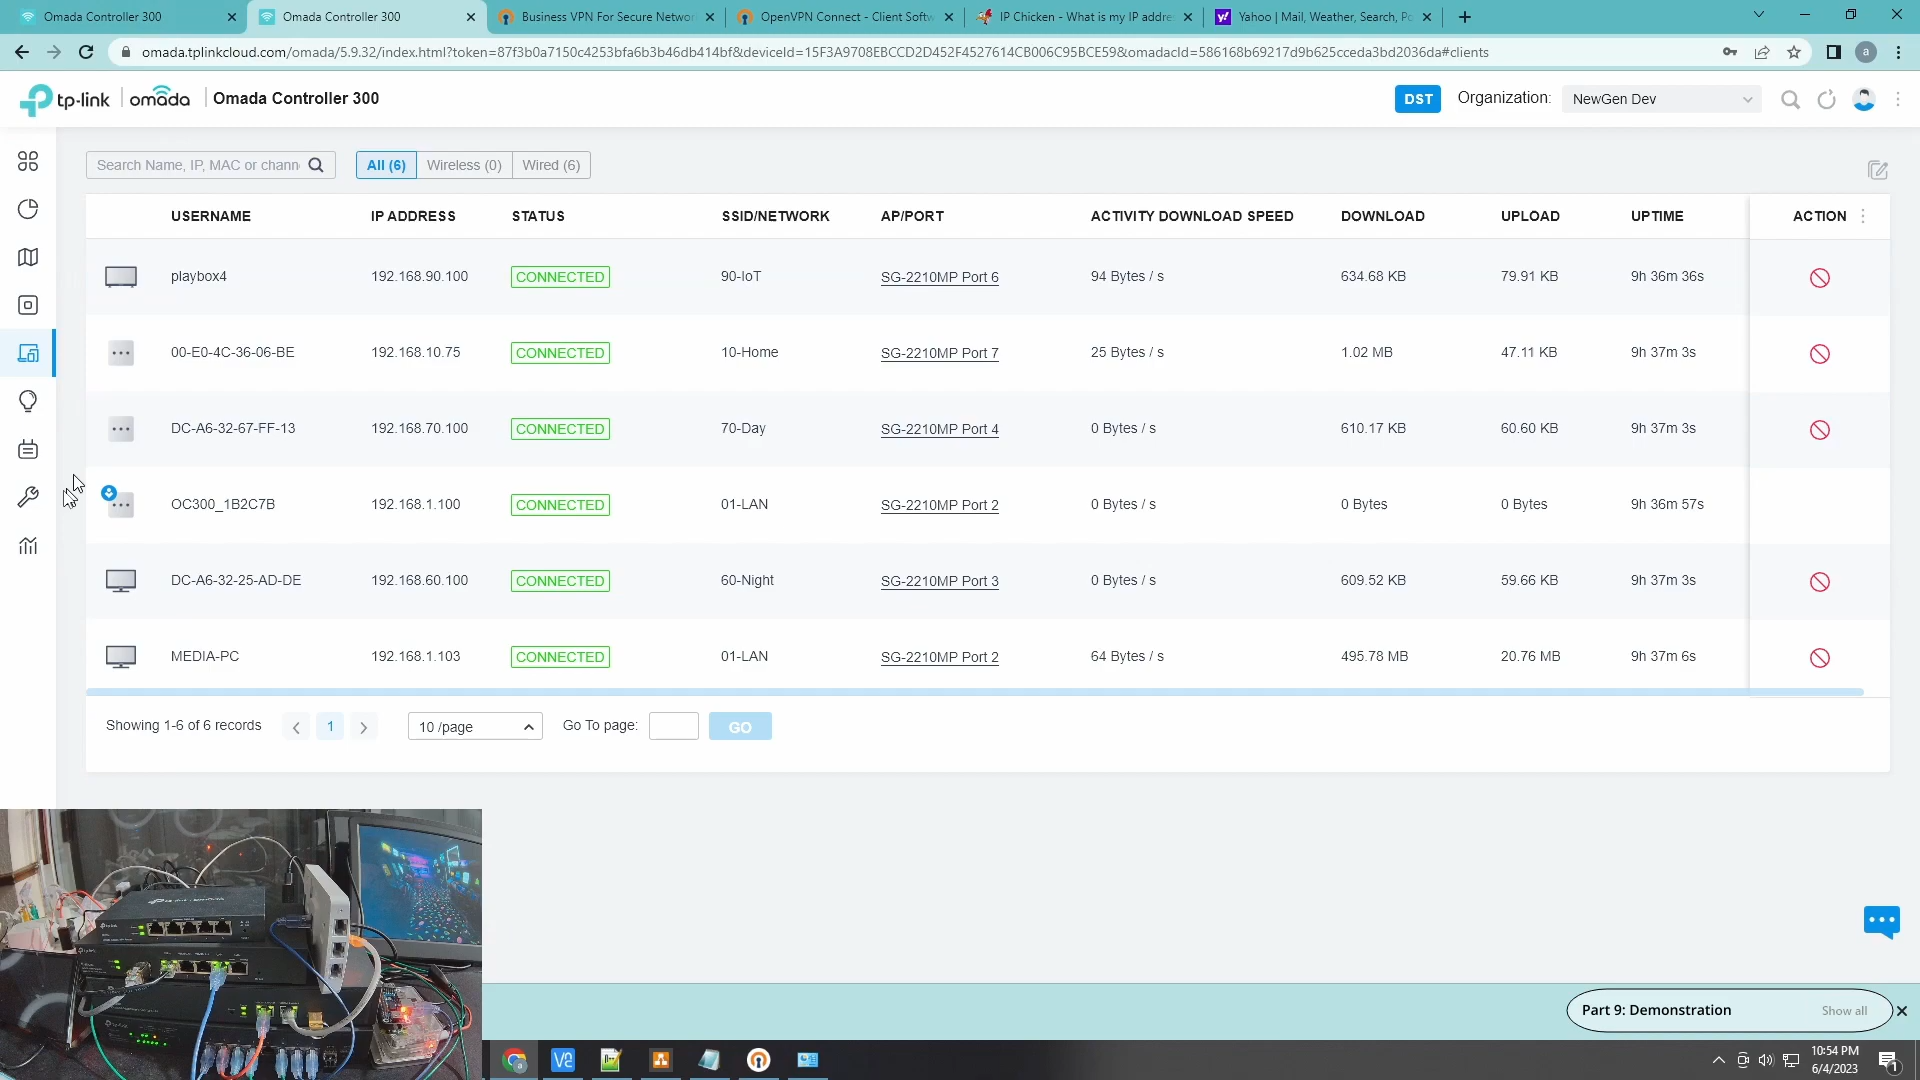 Omada Controller 300
Omada Controller 300
Business VPN For Secure Networ
OpenVPN Connect - Client Softw
IP Chicken - What is my IP addre
Yahoo | Mail, Weather, Search, Po
omada.tplinkcloud.com/omada/5.9.32/index.html?token=87f3b0a7150c4253bfa6b3b46db414bf&deviceId=15F3A9708EBCCD2D452F4527614CB006C95BCE59&omadacId=586168b69217d9b625cceda3bd2036da#clients
a
tp-link omada Omada Controller 300
DST Organization: NewGen Dev
Search Name, IP, MAC or chann All (6) Wireless (0) Wired (6)
USERNAME IP ADDRESS STATUS SSID/NETWORK AP/PORT ACTIVITY DOWNLOAD SPEED DOWNLOAD UPLOAD UPTIME ACTION
playbox4 192.168.90.100 CONNECTED 90-IoT SG-2210MP Port 6 94 Bytes / s 634.68 KB 79.91 KB 9h 36m 36s
00-E0-4C-36-06-BE 192.168.10.75 CONNECTED 10-Home SG-2210MP Port 7 25 Bytes / s 1.02 MB 47.11 KB 9h 37m 3s
DC-A6-32-67-FF-13 192.168.70.100 CONNECTED 70-Day SG-2210MP Port 4 0 Bytes / s 610.17 KB 60.60 KB 9h 37m 3s
OC300_1B2C7B 192.168.1.100 CONNECTED 01-LAN SG-2210MP Port 2 0 Bytes / s 0 Bytes 0 Bytes 9h 36m 57s
DC-A6-32-25-AD-DE 192.168.60.100 CONNECTED 60-Night SG-2210MP Port 3 0 Bytes / s 609.52 KB 59.66 KB 9h 37m 3s
MEDIA-PC 192.168.1.103 CONNECTED 01-LAN SG-2210MP Port 2 64 Bytes / s 495.78 MB 20.76 MB 9h 37m 6s
Showing 1-6 of 6 records 1 10 /page Go To page: GO
tp-link
tp-link
tp-link
Part 9: Demonstration Show all
a
10:54 PM
6/4/2023
1